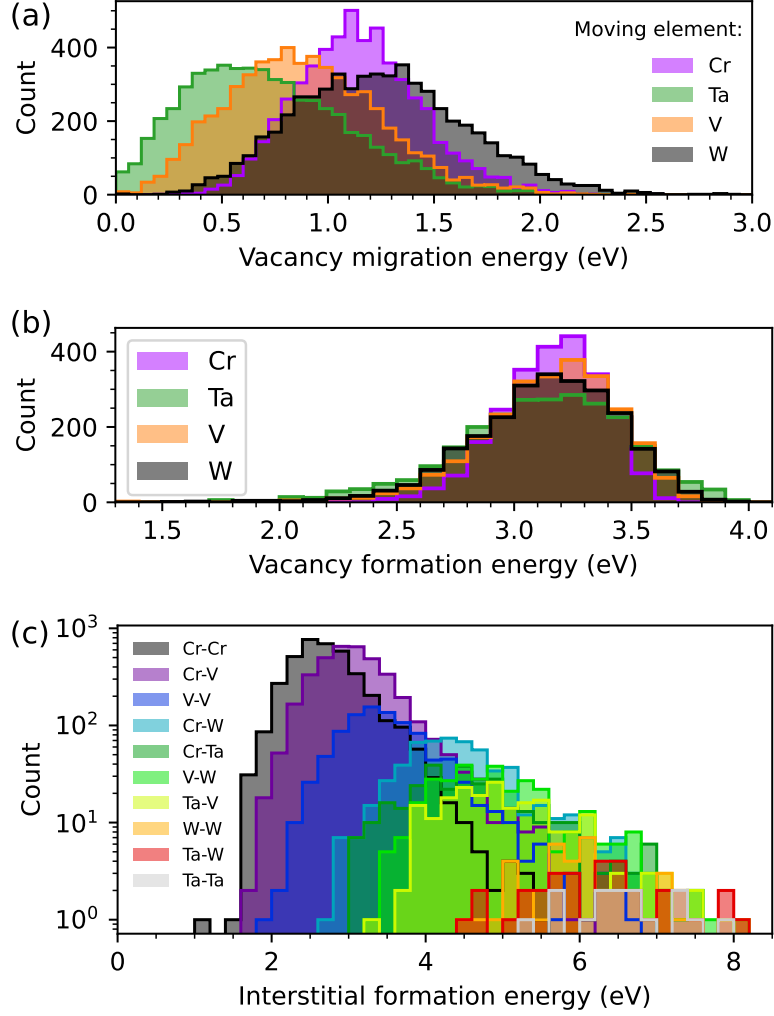 (a)
400
200
0
Count
Moving element:
Cr
Ta
V
W
0.0 0.5 1.0 1.5 2.0 2.5 3.0
Vacancy migration energy (eV)
(b)
400
200
0
Count
Cr
Ta
V
W
1.5 2.0 2.5 3.0 3.5 4.0
Vacancy formation energy (eV)
(c)
10³
10²
10¹
10⁰
Count
Cr-Cr
Cr-V
V-V
Cr-W
Cr-Ta
V-W
Ta-V
W-W
Ta-W
Ta-Ta
0 2 4 6 8
Interstitial formation energy (eV)